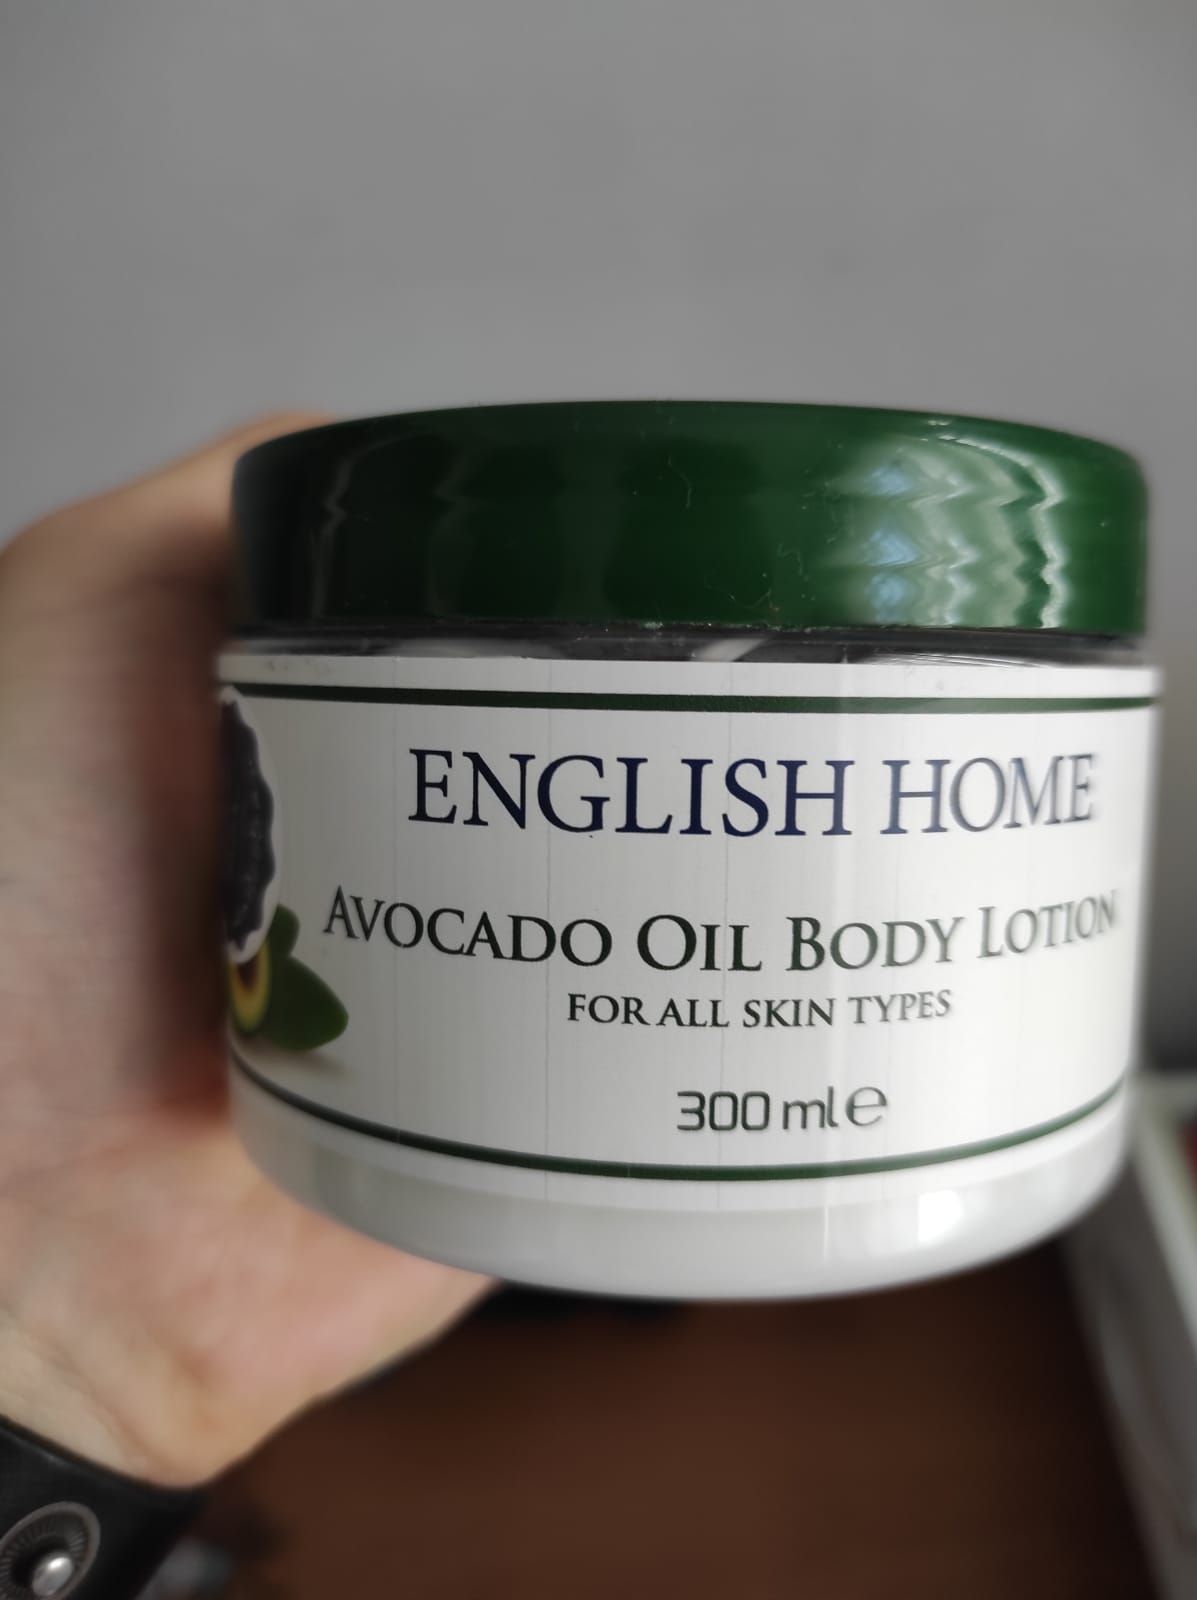 ENGLISH HOME
AVOCADO OIL BODY LOTION
FOR ALL SKIN TYPES
300 ml e